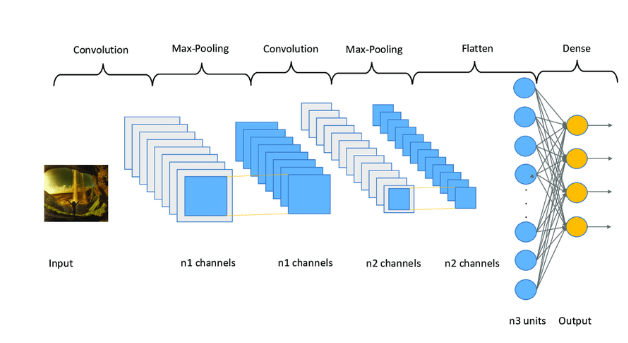 Convolution Max-Pooling Convolution Max-Pooling Flatten Dense
Input n1 channels n1 channels n2 channels n2 channels
n3 units Output